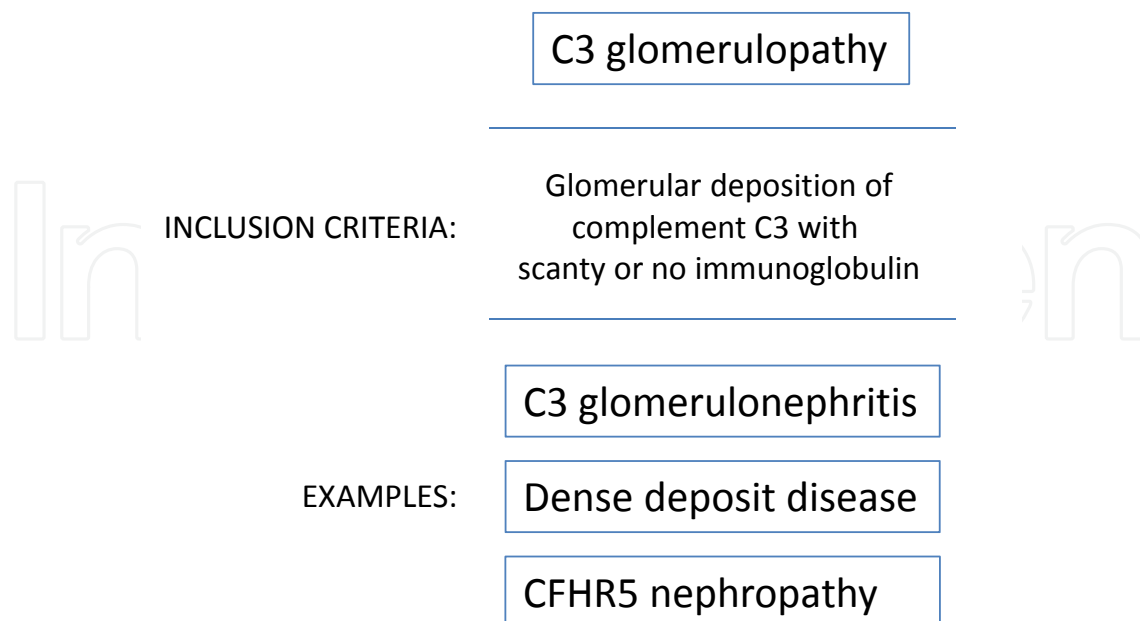 C3 glomerulopathy
INCLUSION CRITERIA:
Glomerular deposition of
complement C3 with
scanty or no immunoglobulin
C3 glomerulonephritis
EXAMPLES:
Dense deposit disease
CFHR5 nephropathy